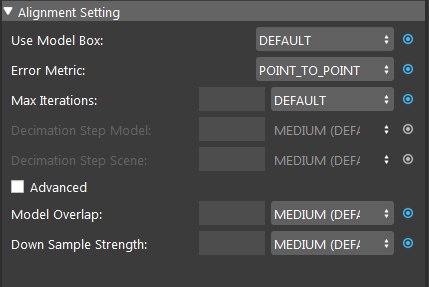 Alignment Setting
Use Model Box: DEFAULT
Error Metric: POINT_TO_POINT
Max Iterations: DEFAULT
Decimation Step Model: MEDIUM (DEFA
Decimation Step Scene: MEDIUM (DEFA
Advanced
Model Overlap: MEDIUM (DEFA
Down Sample Strength: MEDIUM (DEFA